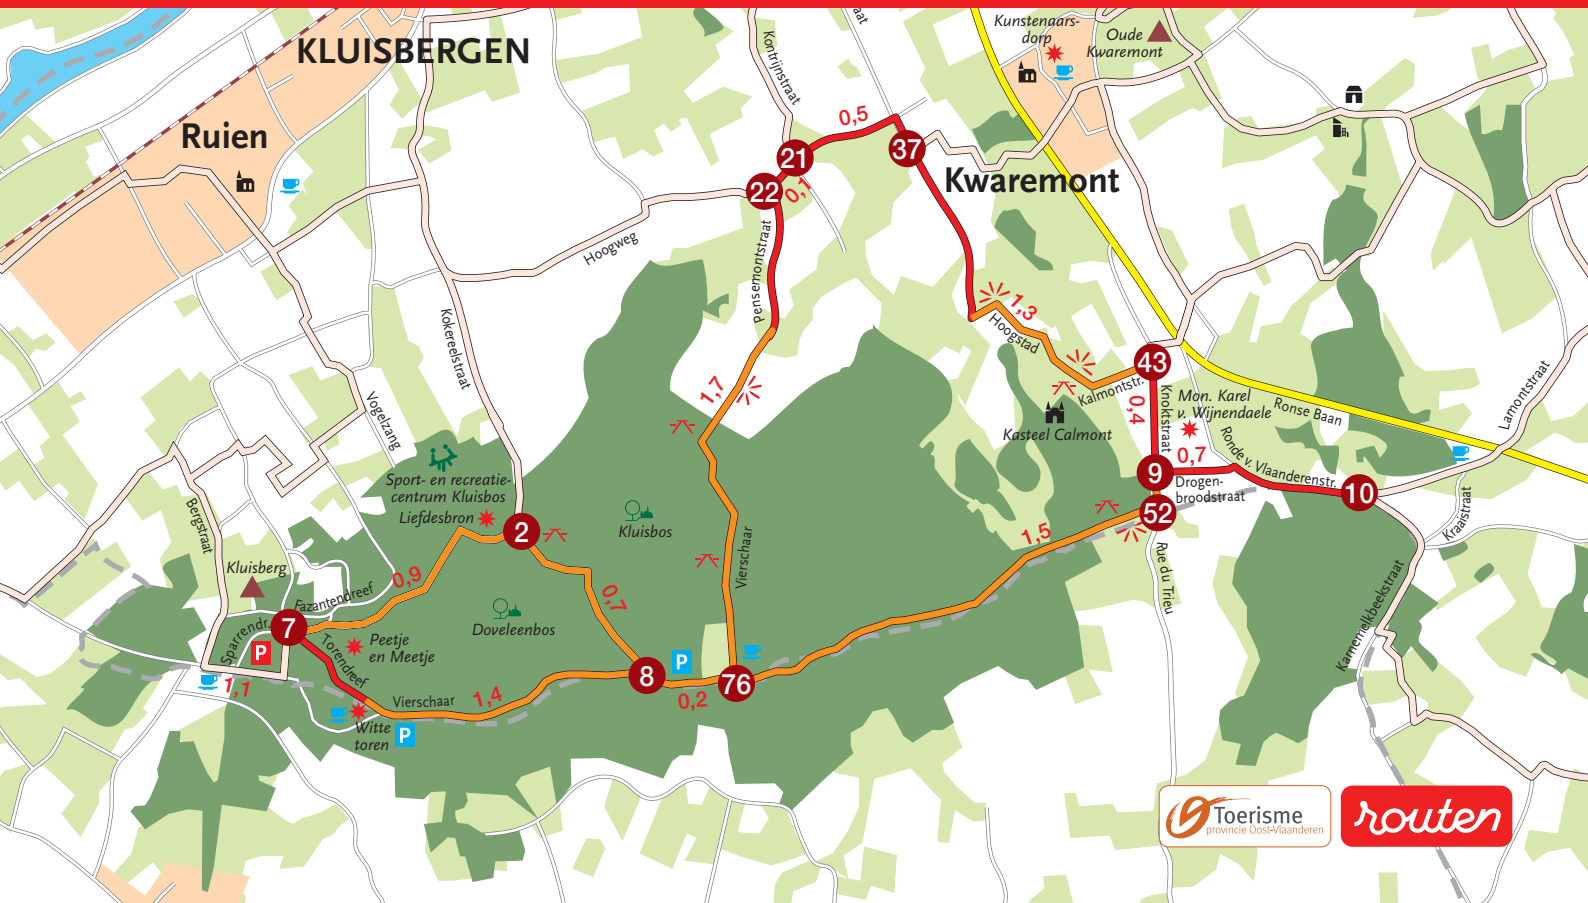 KLUISBERGEN
Kunstenaars-
dorp
Oude
Kwaremont
Kontrijnstraat
aat
Ruien
0,5
21
37
22
0,1
Kwaremont
Hoogweg
Pensemontstraat
Kokereelstraat
1,3
Hoogstad
43
Kalmontstr.
Knoktstraat
0,4
Mon. Karel
v. Wijnendaele
Ronse Baan
Lamontstraat
1,7
Vogelzang
Kasteel Calmont
Ronde v. Vlaanderenstr.
0,7
9
10
Drogen-
broodstraat
52
Sport- en recreatie-
centrum Kluisbos
Liefdesbron
2
Bergstraat
Kluisbos
Vierschaar
1,5
Kraaistraat
Rue du Trieu
Karnemelkbeekstraat
Kluisberg
0,9
Fazantendreef
0,7
Doveleenbos
Sparrendr.
7
P
Torendreef
Peetje
en Meetje
1,1
Vierschaar
1,4
8
P
0,2
76
Witte
toren
P
Toerisme
provincie Oost-Vlaanderen
routen